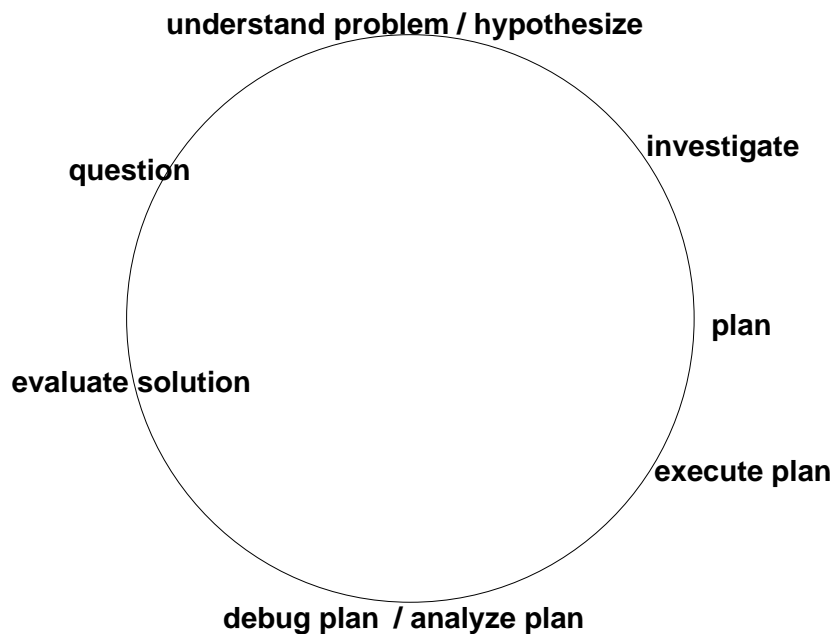 understand problem / hypothesize
investigate
question
plan
evaluate solution
execute plan
debug plan / analyze plan